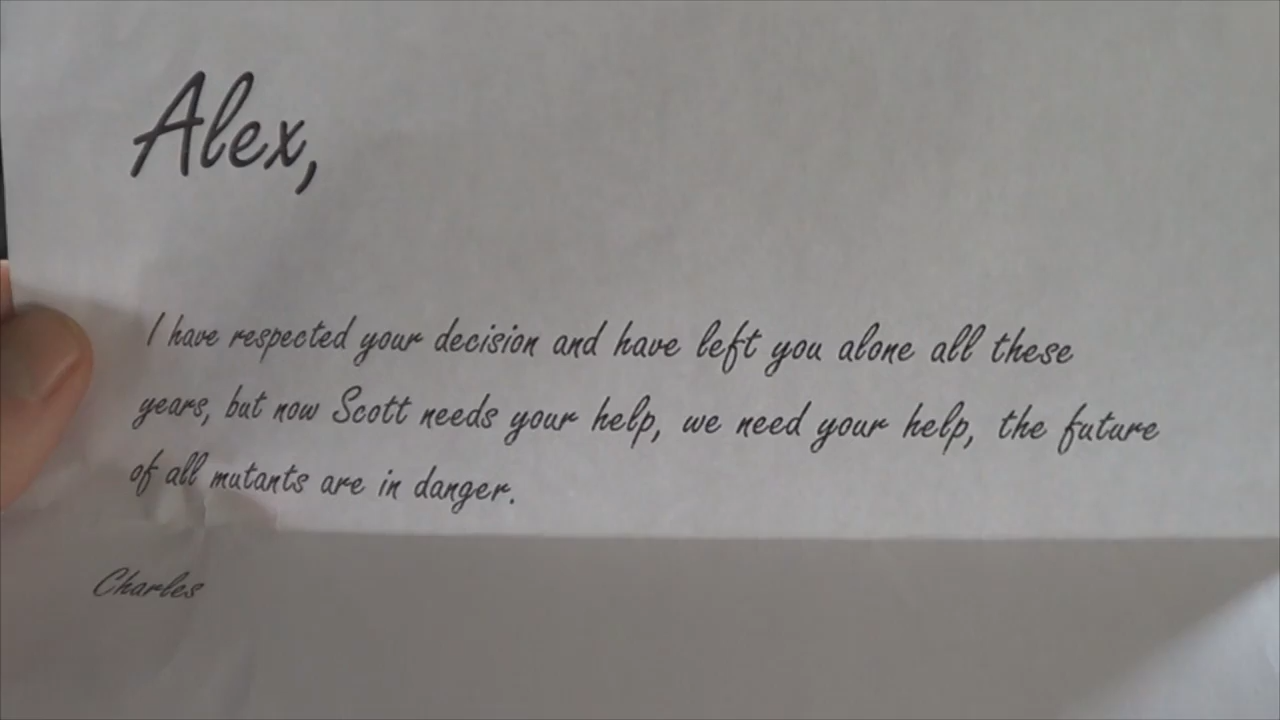 Alex,
I have respected your decision and have left you alone all these
years, but now Scott needs your help, we need your help, the future
of all mutants are in danger.
Charles